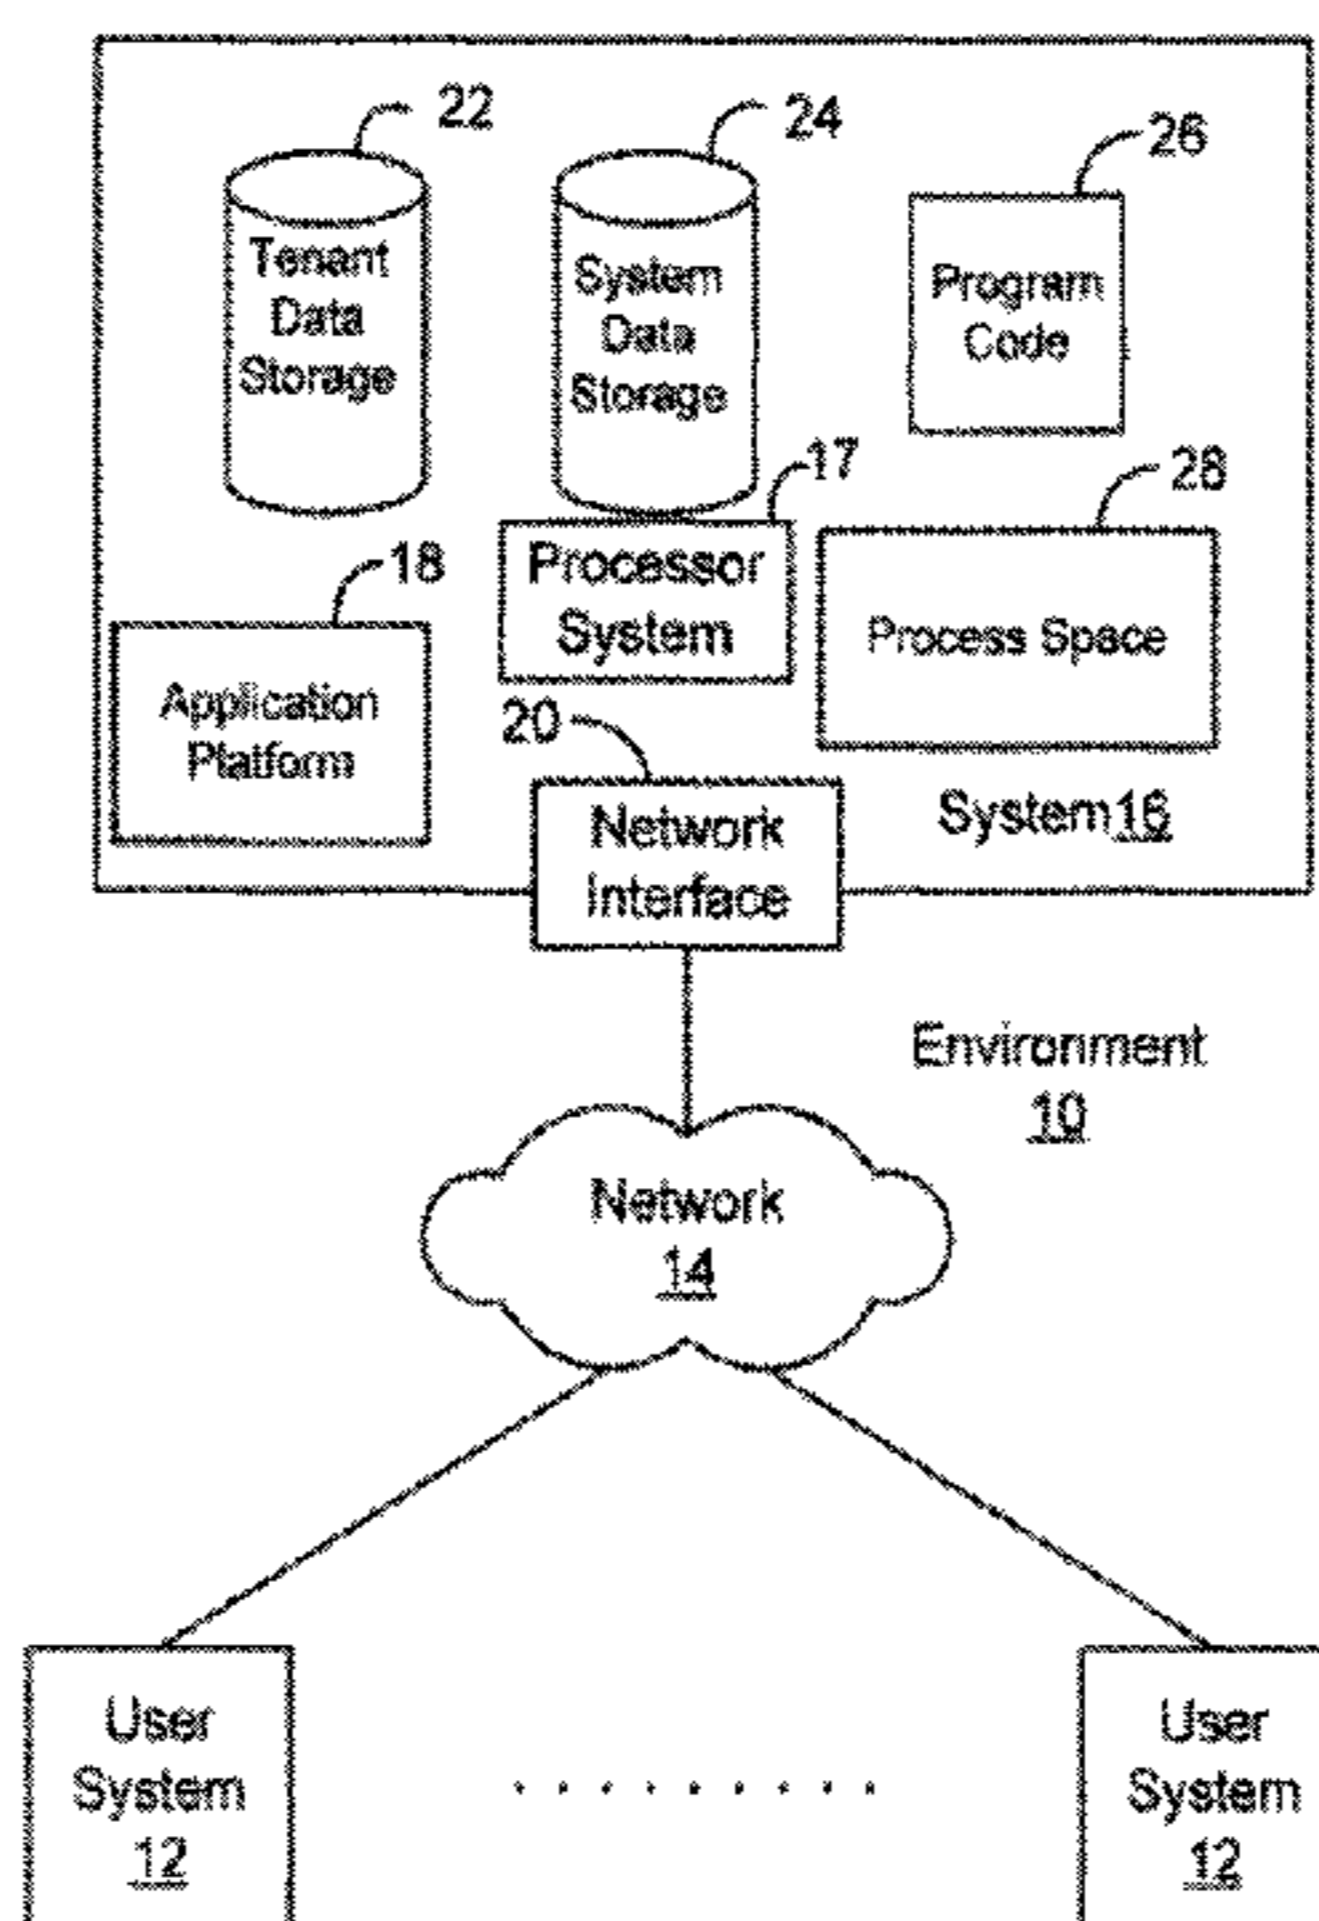 22
Tenant
Data
Storage
24
System
Data
Storage
26
Program
Code
17
Processor
System
28
Process Space
18
Application
Platform
20
Network
Interface
System 16
Environment
10
Network
14
User
System
12
User
System
12